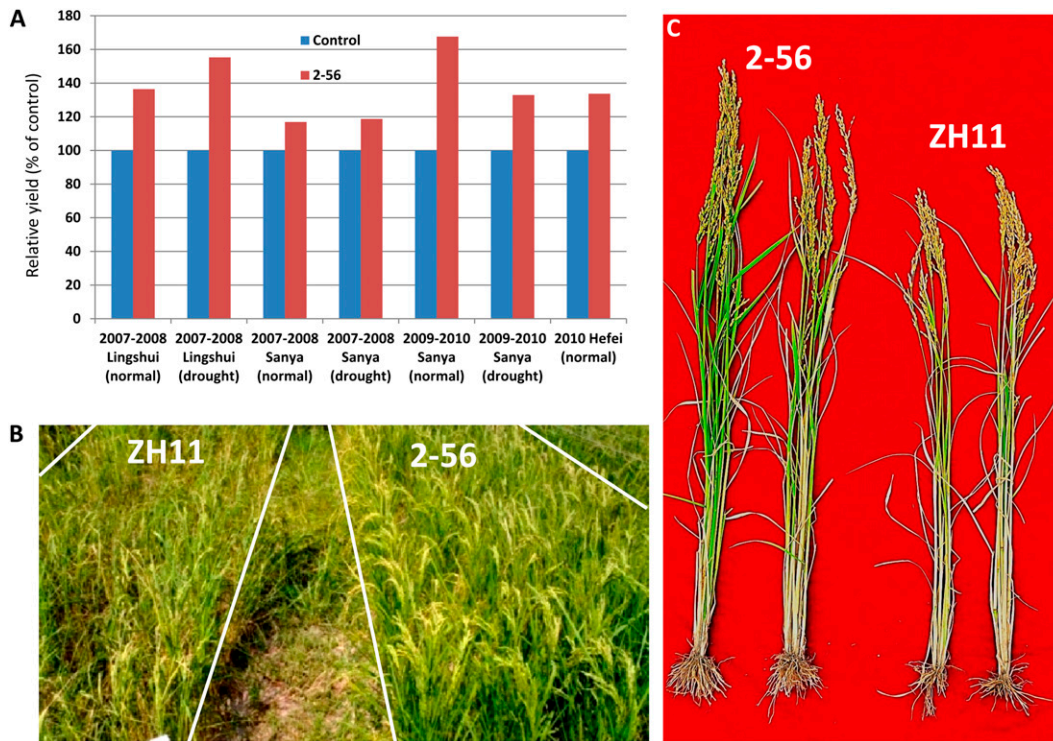 A
180
160
140
120
100
80
60
40
20
0
Relative yield (% of control)
Control
2-56
2007-2008 Lingshui (normal)
2007-2008 Lingshui (drought)
2007-2008 Sanya (normal)
2007-2008 Sanya (drought)
2009-2010 Sanya (normal)
2009-2010 Sanya (drought)
2010 Hefei (normal)
B
ZH11
2-56
C
2-56
ZH11